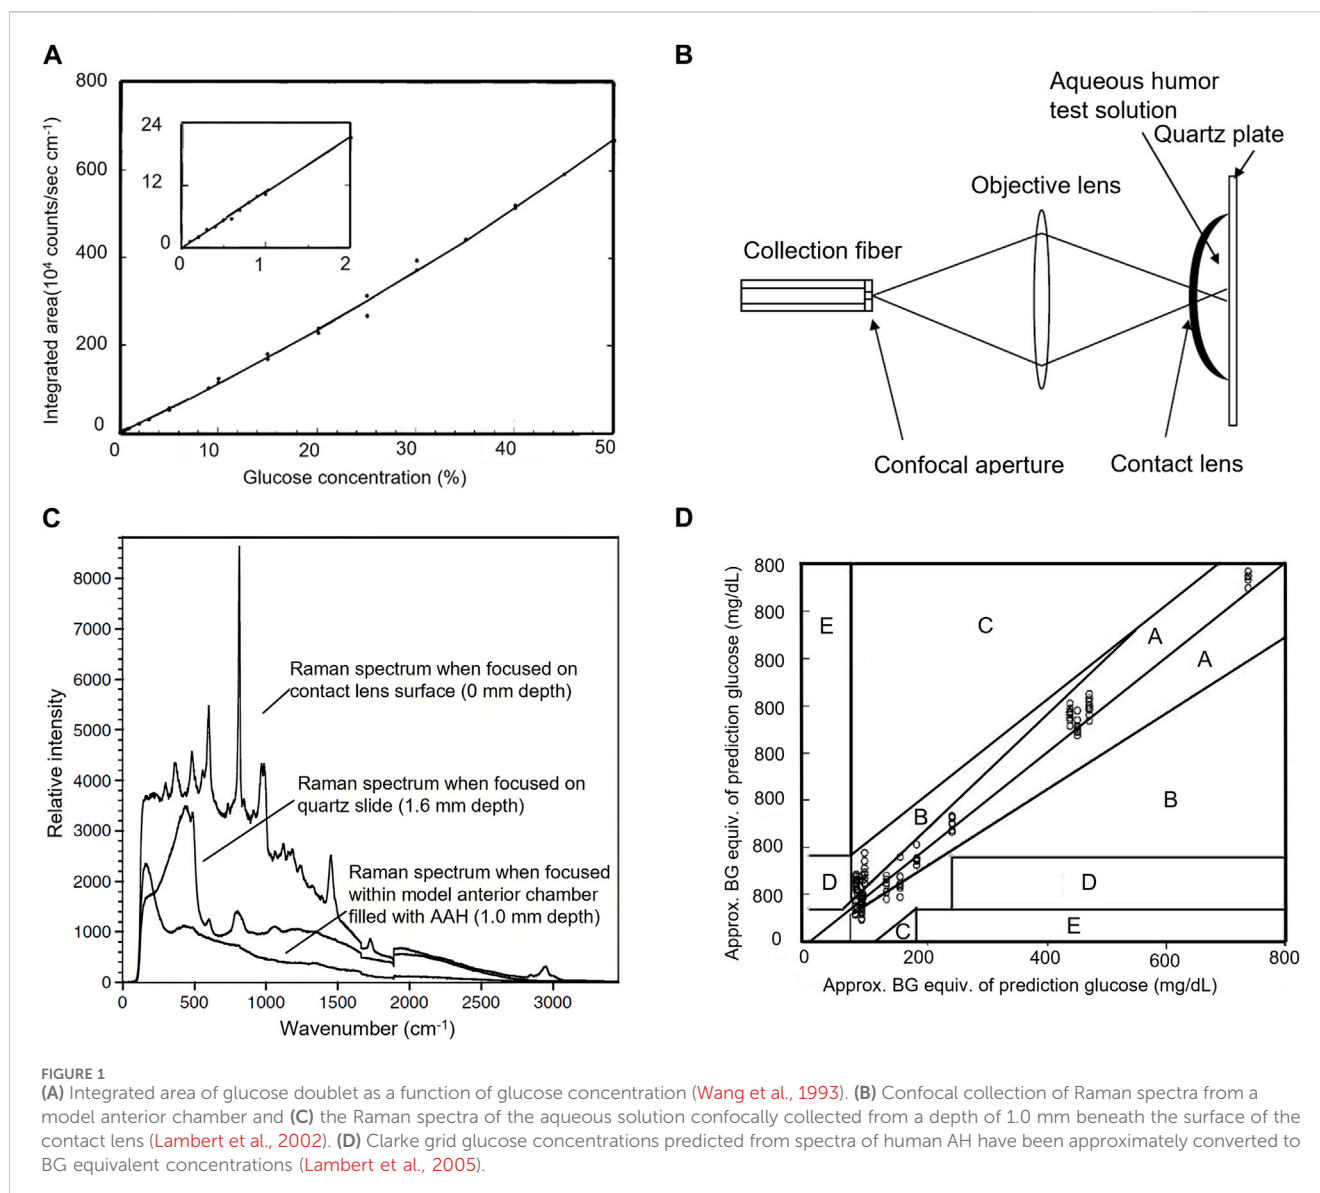 A
Integrated area(10⁴ counts/sec cm⁻¹)
800
600
400
200
0
24
12
0
0
1
2
0
10
20
30
40
50
Glucose concentration (%)
B
Aqueous humor
test solution
Quartz plate
Objective lens
Collection fiber
Confocal aperture
Contact lens
C
Relative intensity
8000
7000
6000
5000
4000
3000
2000
1000
0
Raman spectrum when focused on
contact lens surface (0 mm depth)
Raman spectrum when focused on
quartz slide (1.6 mm depth)
Raman spectrum when focused
within model anterior chamber
filled with AAH (1.0 mm depth)
0
500
1000
1500
2000
2500
3000
Wavenumber (cm⁻¹)
D
Approx. BG equiv. of prediction glucose (mg/dL)
800
800
800
800
800
800
800
800
0
E
C
A
A
B
B
D
D
C
E
0
200
400
600
800
Approx. BG equiv. of prediction glucose (mg/dL)
FIGURE 1
(A) Integrated area of glucose doublet as a function of glucose concentration (Wang et al., 1993). (B) Confocal collection of Raman spectra from a
model anterior chamber and (C) the Raman spectra of the aqueous solution confocally collected from a depth of 1.0 mm beneath the surface of the
contact lens (Lambert et al., 2002). (D) Clarke grid glucose concentrations predicted from spectra of human AH have been approximately converted to
BG equivalent concentrations (Lambert et al., 2005).